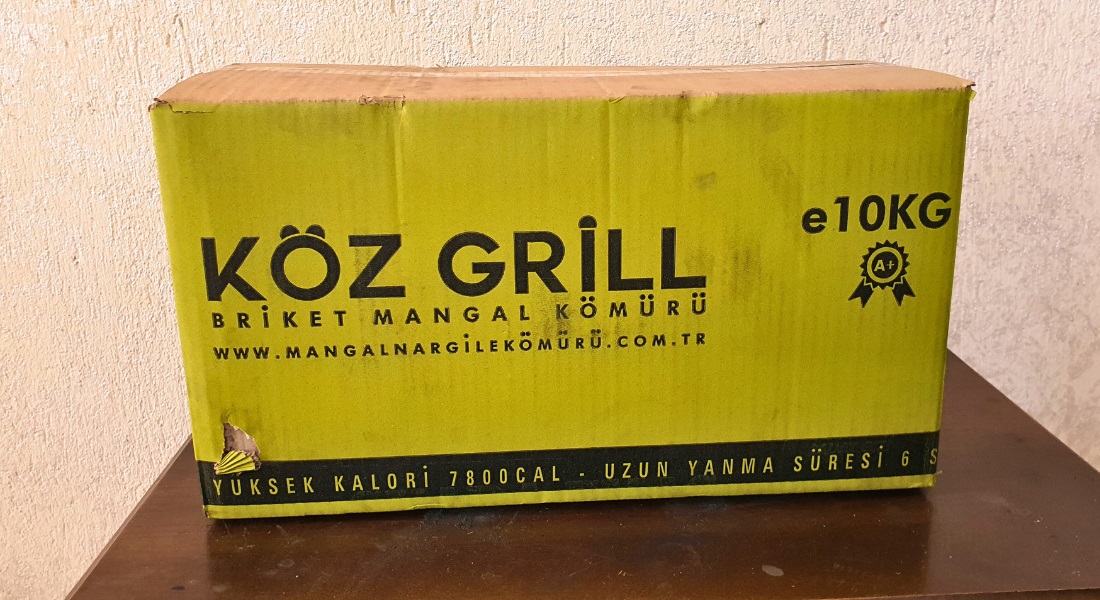 e10KG
A+
KÖZ GRİLL
BRİKET MANGAL KÖMÜRÜ
WWW.MANGALNARGİLEKÖMÜRÜ.COM.TR
YÜKSEK KALORİ 7800CAL - UZUN YANMA SÜRESİ 6 S